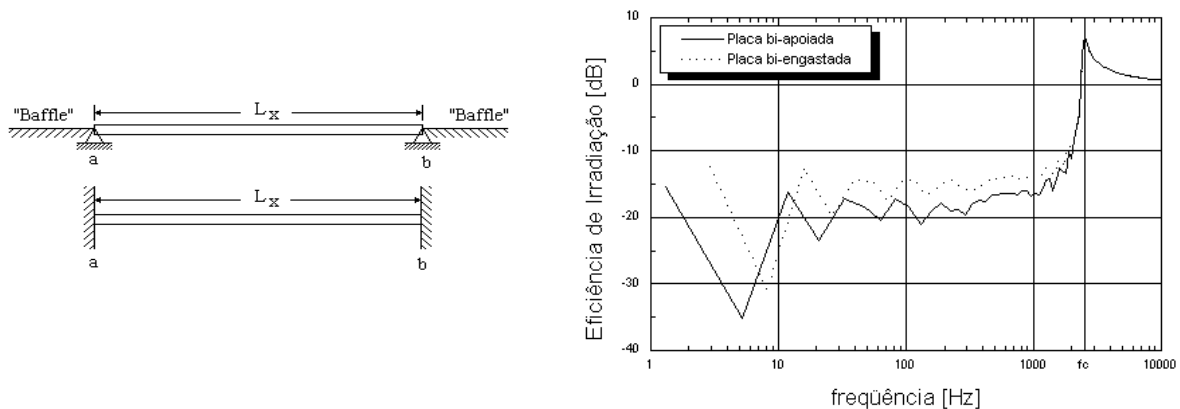 "Baffle"
L x
"Baffle"
a
b
L x
a
b
Eficiência de Irradiação [dB]
10
0
-10
-20
-30
-40
Placa bi-apoiada
Placa bi-engastada
1
10
100
1000
fc
10000
freqüência [Hz]